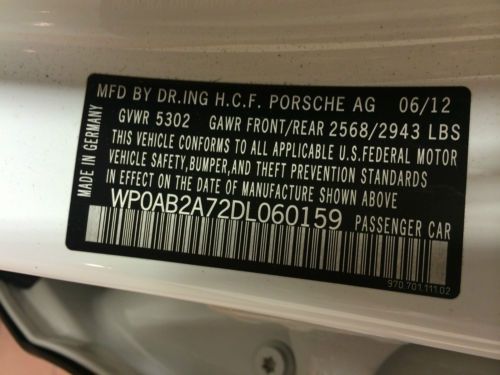 MFD BY DR.ING H.C.F. PORSCHE AG 06/12
GVWR 5302 GAWR FRONT/REAR 2568/2943 LBS
THIS VEHICLE CONFORMS TO ALL APPLICABLE U.S.FEDERAL MOTOR
VEHICLE SAFETY,BUMPER,AND THEFT PREVENTION STANDARDS
IN EFFECT ON THE DATE OF MANUFACTURE SHOWN ABOVE
WP0AB2A72DL060159 PASSENGER CAR
970.701.111.02
MADE IN GERMANY